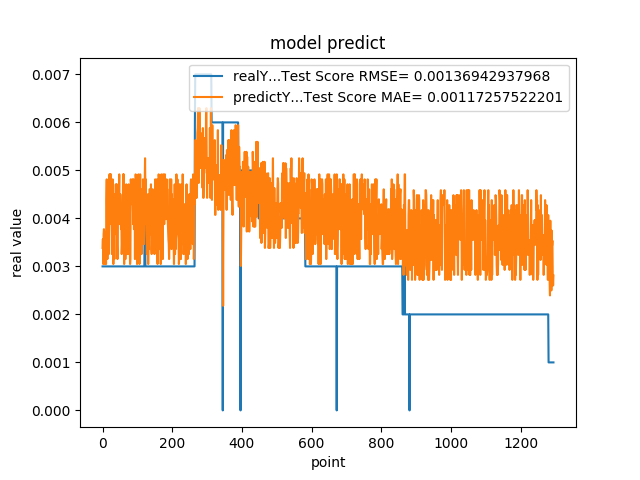 model predict
realY...Test Score RMSE= 0.00136942937968
predictY...Test Score MAE= 0.00117257522201
real value
0.007
0.006
0.005
0.004
0.003
0.002
0.001
0.000
0 200 400 600 800 1000 1200
point